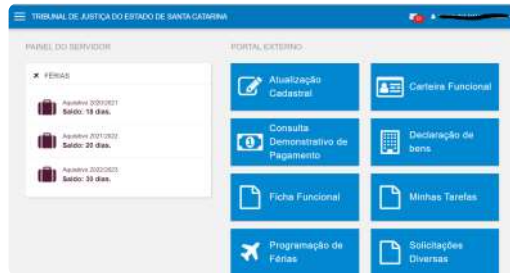 TRIBUNAL DE JUSTIÇA DO ESTADO DE SANTA CATARINA
PAINEL DO SERVIDOR
FÉRIAS
Aquisitivo 2020/2021
Saldo: 18 dias.
Aquisitivo 2021/2022
Saldo: 20 dias.
Aquisitivo 2022/2023
Saldo: 30 dias.
PORTAL EXTERNO
Atualização
Cadastral
Carteira Funcional
Consulta
Demonstrativo de
Pagamento
Declaração de
bens
Ficha Funcional
Minhas Tarefas
Programação de
Férias
Solicitações
Diversas